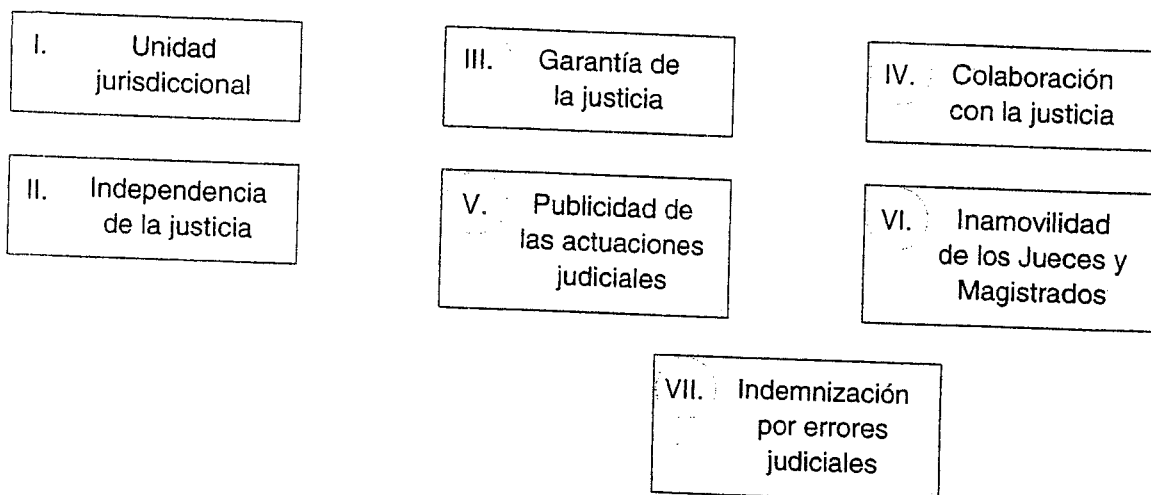 I. Unidad
jurisdiccional
II. Independencia
de la justicia
III. Garantía de
la justicia
V. Publicidad de
las actuaciones
judiciales
IV. Colaboración
con la justicia
VI. Inamovilidad
de los Jueces y
Magistrados
VII. Indemnización
por errores
judiciales